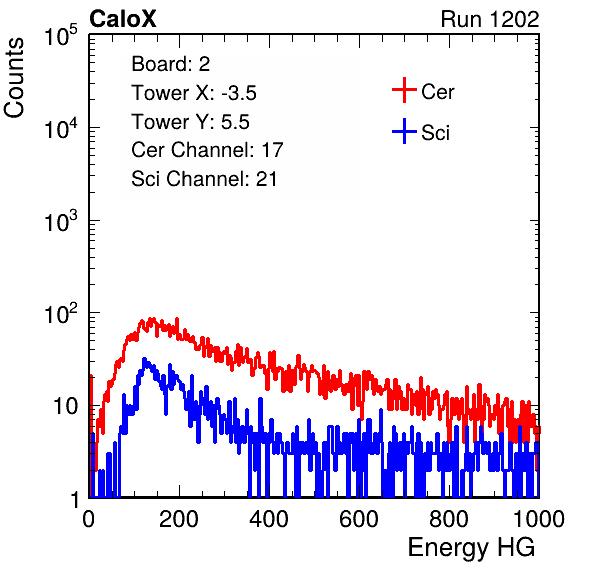 CaloX Run 1202
Counts
10^5
10^4
10^3
10^2
10
1
Board: 2
Tower X: -3.5
Tower Y: 5.5
Cer Channel: 17
Sci Channel: 21
Cer
Sci
0 200 400 600 800 1000
Energy HG